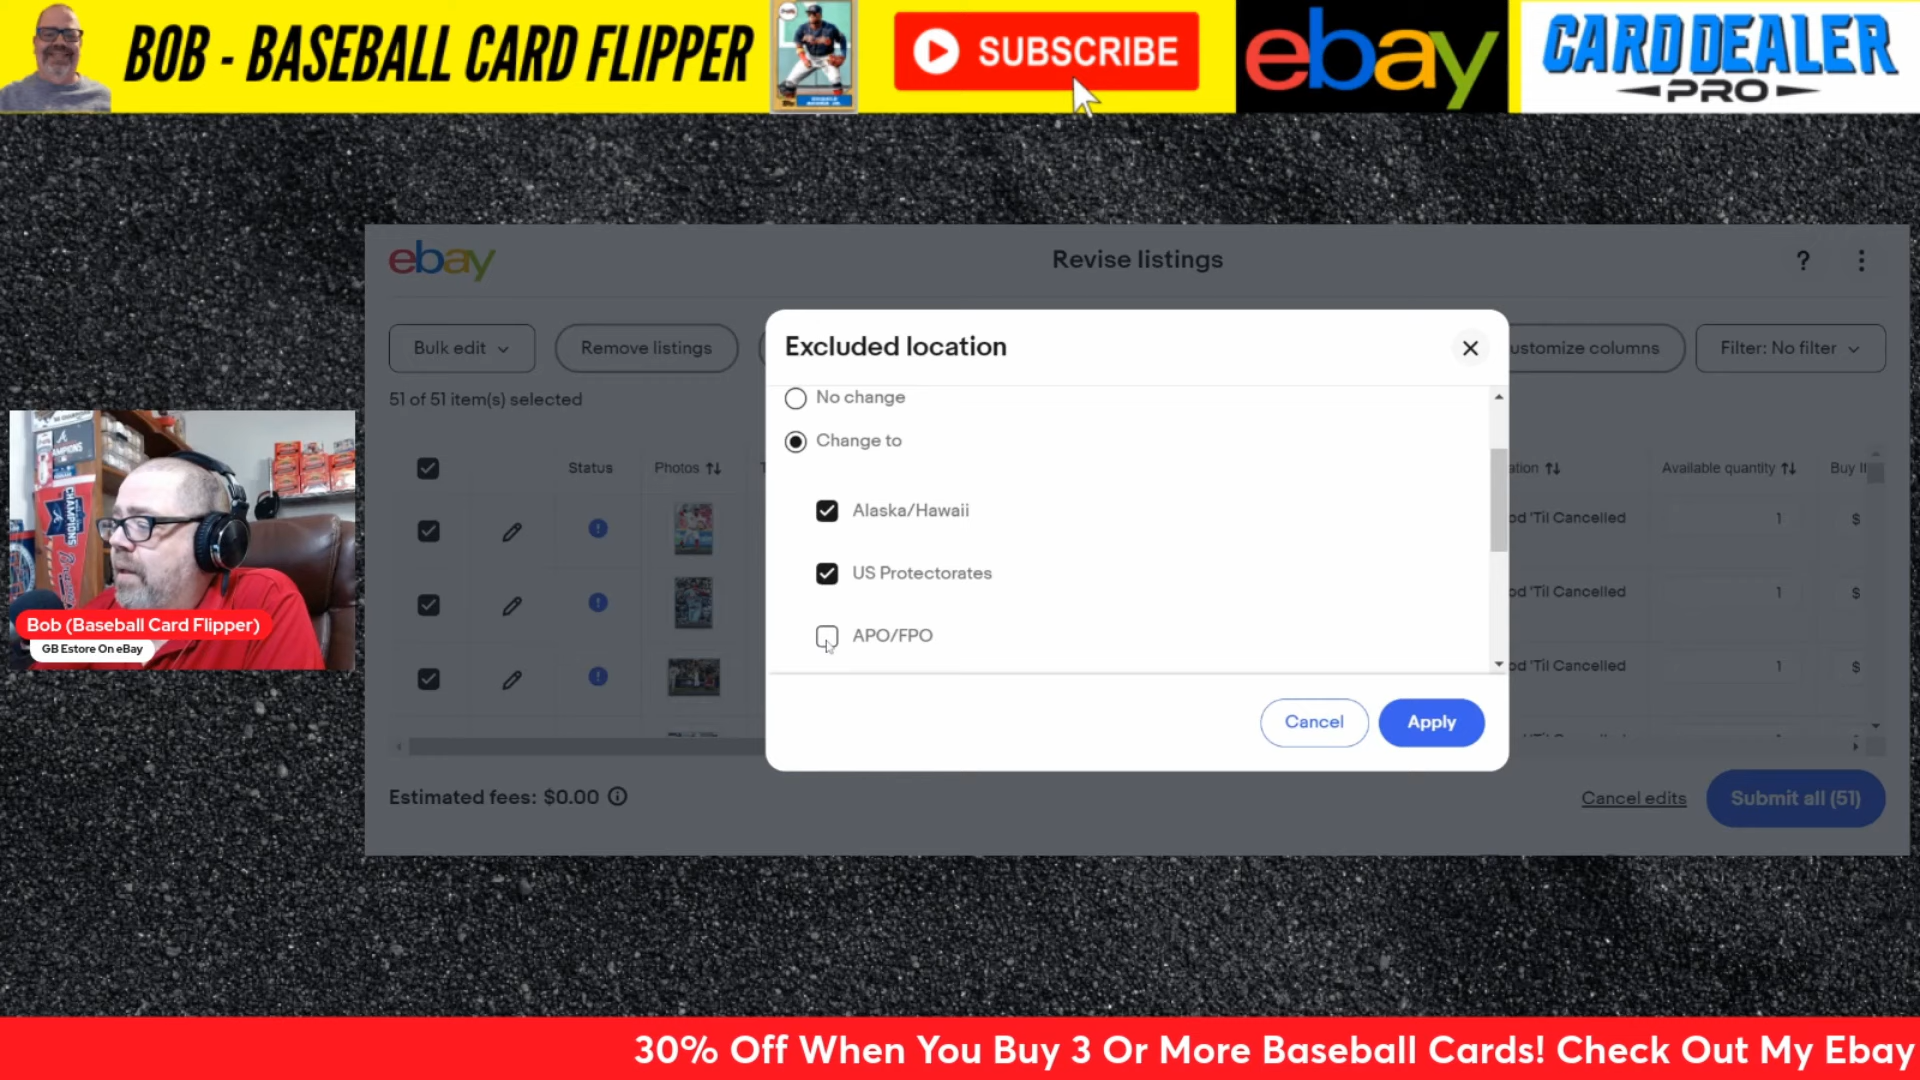 BOB - BASEBALL CARD FLIPPER
SUBSCRIBE
ebay
CARD DEALER
PRO
ebay
Revise listings
?
Bulk edit
Remove listings
ustomize columns
Filter: No filter
51 of 51 item(s) selected
Excluded location
No change
Change to
Alaska/Hawaii
US Protectorates
APO/FPO
Cancel
Apply
Status
Photos
ation
Available quantity
Buy I
od 'Til Cancelled
1
$
od 'Til Cancelled
1
$
od 'Til Cancelled
1
$
Estimated fees: $0.00
Cancel edits
Submit all (51)
CHAMPIONS
Bob (Baseball Card Flipper)
GB Estore On eBay
30% Off When You Buy 3 Or More Baseball Cards! Check Out My Ebay